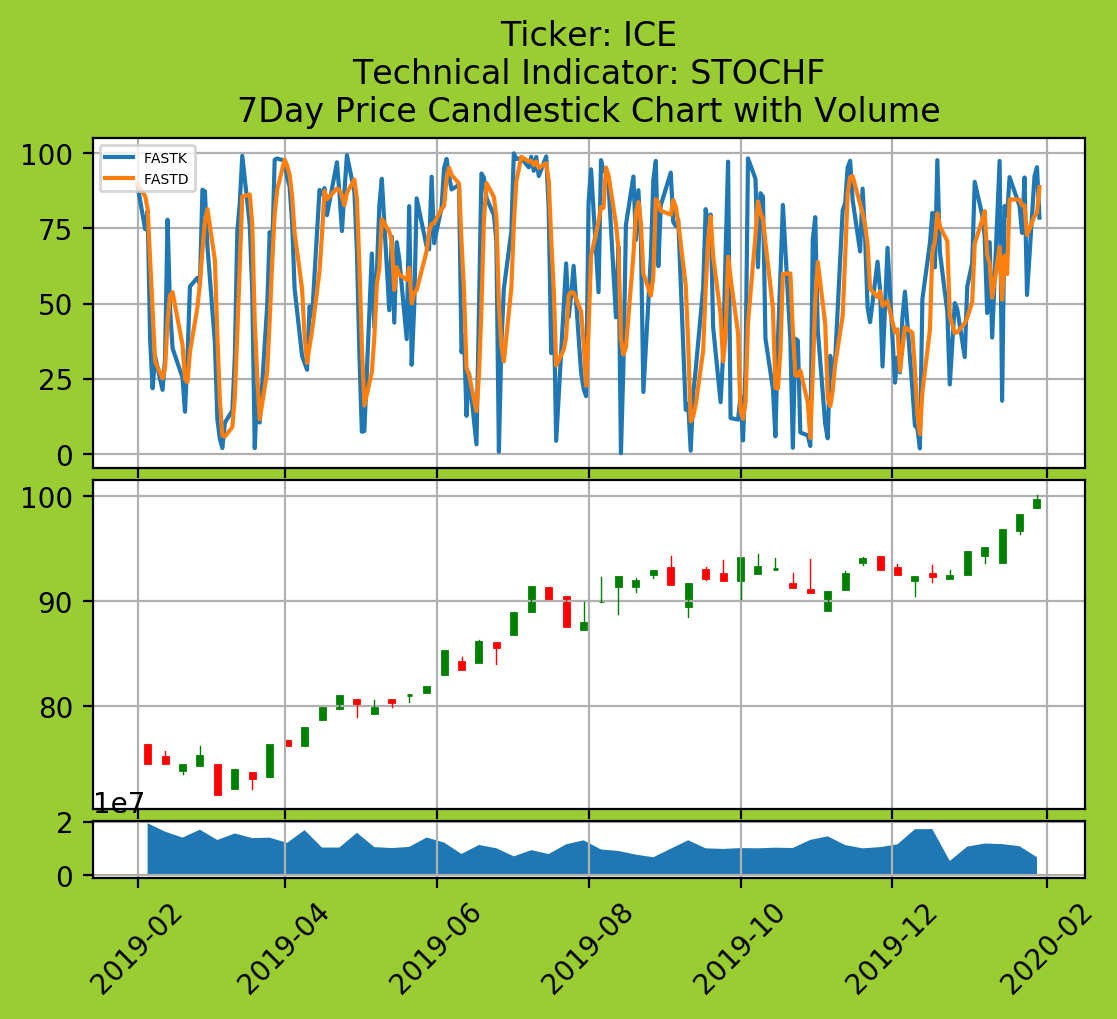 Ticker: ICE
Technical Indicator: STOCHF
7Day Price Candlestick Chart with Volume
100
75
50
25
0
FASTK
FASTD
100
90
80
1e7
2
0
2019-02
2019-04
2019-06
2019-08
2019-10
2019-12
2020-02